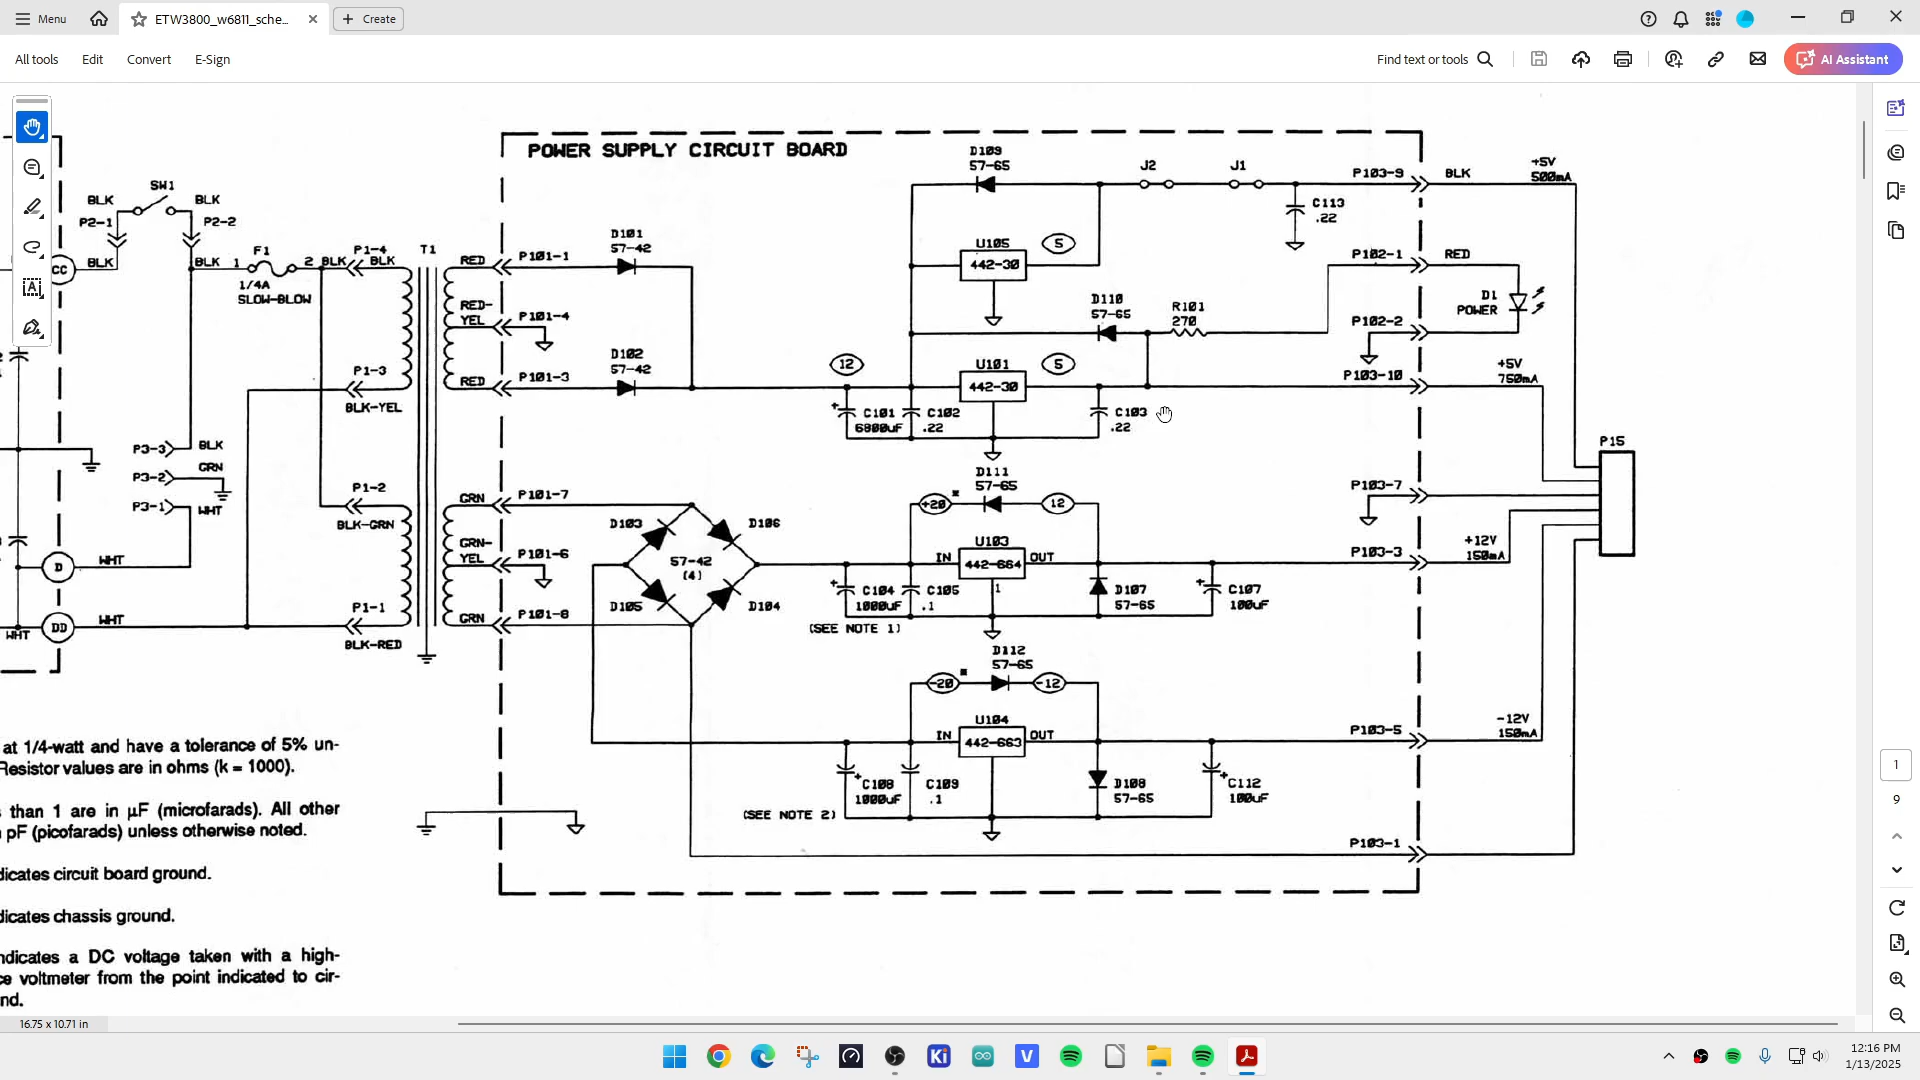 Menu
ETW3800_w6811_sche...
Create
All tools
Edit
Convert
E-Sign
Find text or tools
AI Assistant
POWER SUPPLY CIRCUIT BOARD
SW1
BLK
BLK
P2-1
P2-2
BLK
CC
BLK
1
F1
2
BLK
P1-4
BLK
1/4A
SLOW-BLOW
T1
P1-3
BLK-YEL
P3-3
BLK
P3-2
GRN
P3-1
WHT
P1-2
BLK-GRN
D
WHT
P1-1
WHT
DD
WHT
BLK-RED
RED
P101-1
RED-
YEL
P101-4
RED
P101-3
D101
57-42
D102
57-42
GRN
P101-7
GRN-
YEL
P101-6
GRN
P101-8
D103
D106
57-42
(4)
D105
D104
D109
57-65
J2
J1
P103-9
BLK
+5V
500mA
C113
.22
U105
5
442-30
P102-1
RED
D110
57-65
R101
270
D1
POWER
P102-2
12
U101
5
442-30
P103-10
+5V
750mA
+
C101
6800uF
C102
.22
C103
.22
P15
D111
57-65
+20
*
12
P103-7
U103
IN
442-664
OUT
1
P103-3
+12V
150mA
+
C104
1000uF
C105
.1
D107
57-65
+
C107
100uF
(SEE NOTE 1)
D112
57-65
-20
*
-12
U104
IN
442-663
OUT
P103-5
-12V
150mA
+
C108
1000uF
C109
.1
D108
57-65
+
C112
100uF
(SEE NOTE 2)
P103-1
at 1/4-watt and have a tolerance of 5% un-
Resistor values are in ohms (k = 1000).
than 1 are in µF (microfarads). All other
pF (picofarads) unless otherwise noted.
dicates circuit board ground.
dicates chassis ground.
ndicates a DC voltage taken with a high-
ce voltmeter from the point indicated to cir-
nd.
1
9
16.75 x 10.71 in
Ki
V
12:16 PM
1/13/2025